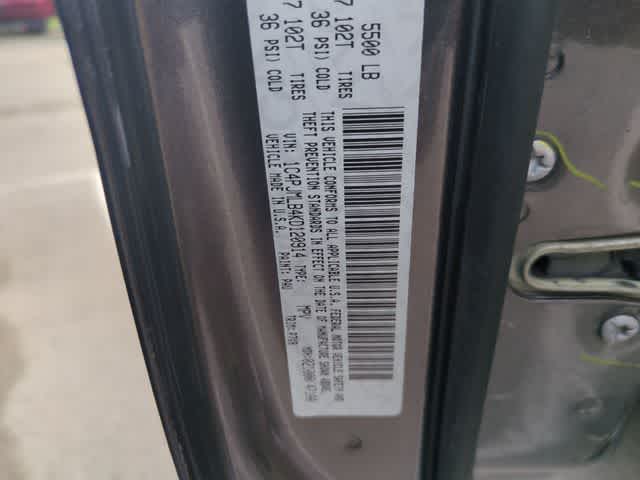 5500 LB
7 102T TIRES
36 PSI) COLD
7 102T TIRES
36 PSI) COLD
THIS VEHICLE CONFORMS TO ALL APPLICABLE U.S.A. FEDERAL MOTOR VEHICLE SAFETY AND
THEFT PREVENTION STANDARDS IN EFFECT ON THE DATE OF MANUFACTURE SHOWN ABOVE.
VIN: 1C4PJMLB4KD120914 TYPE: MPV
VEHICLE MADE IN U.S.A. PAINT: PAU